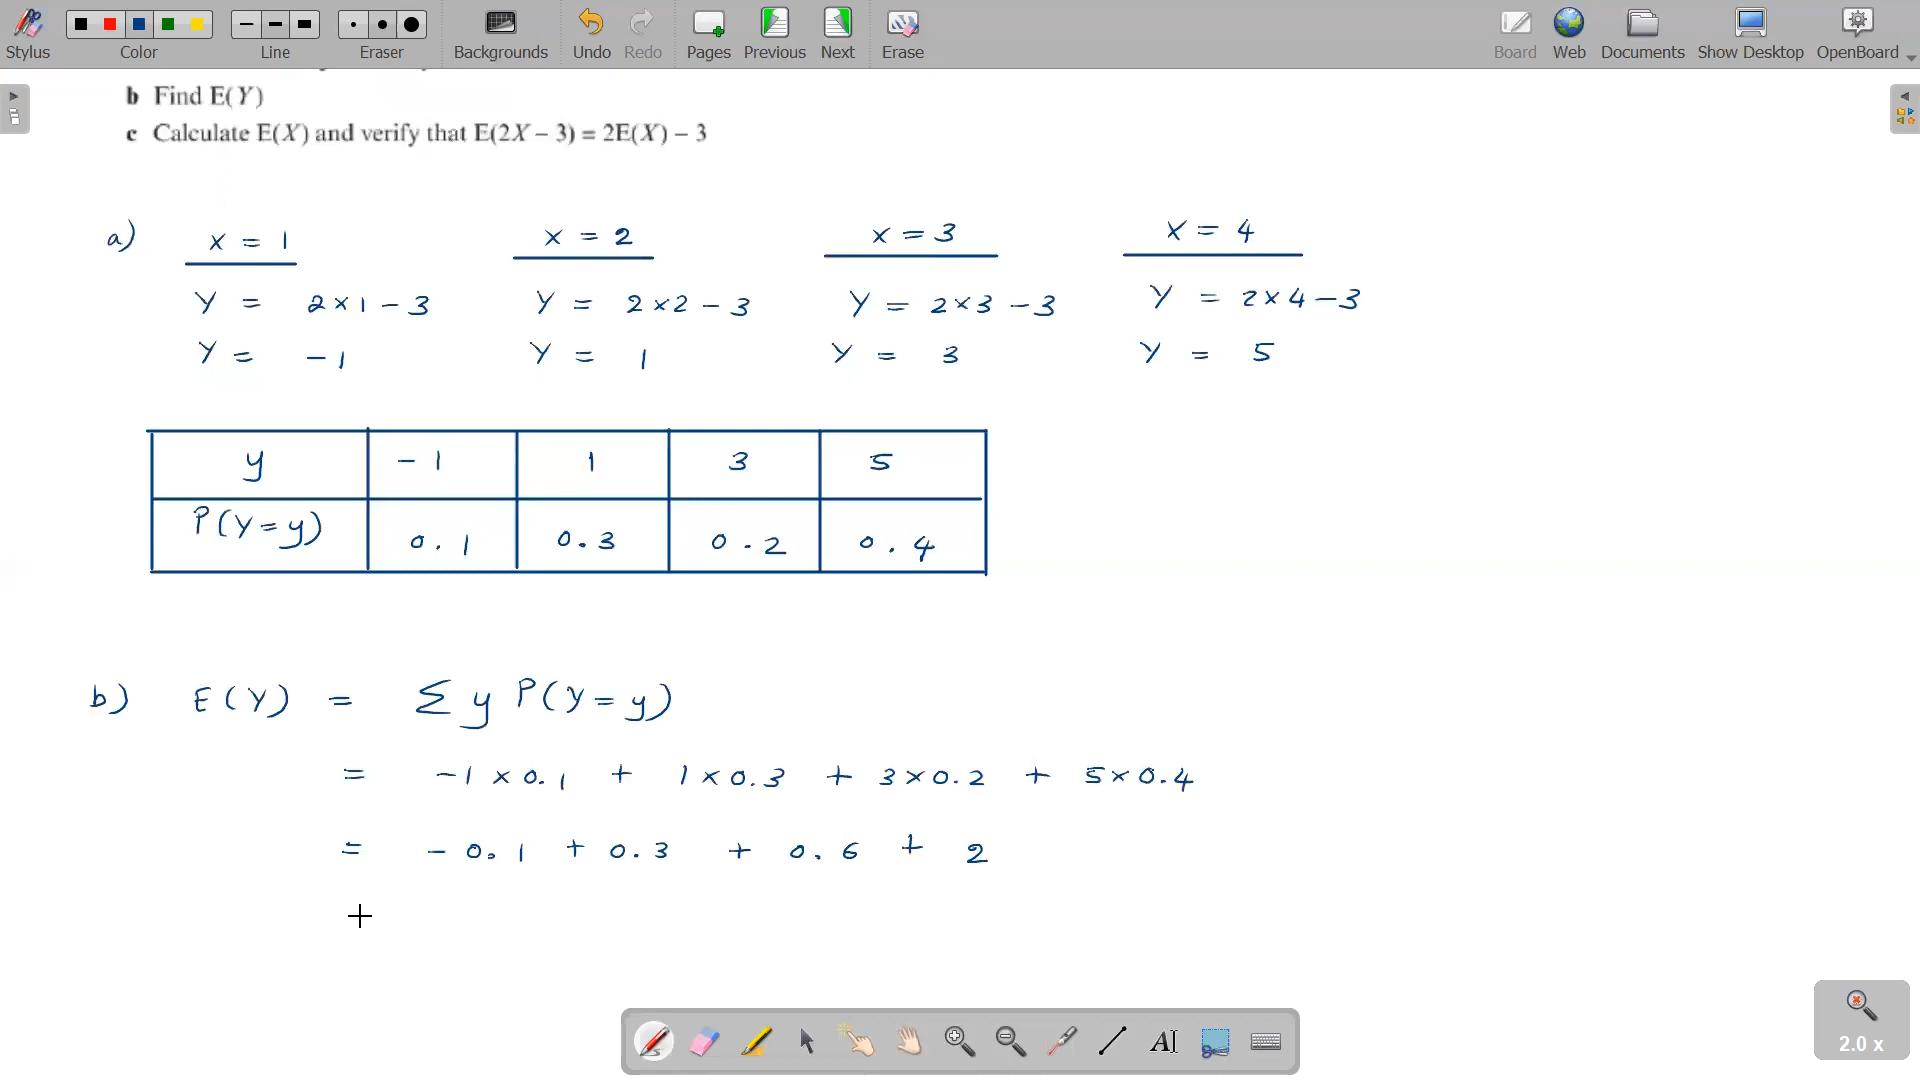 Stylus Color Line Eraser Backgrounds Undo Redo Pages Previous Next Erase Board Web Documents Show Desktop OpenBoard
b Find E(Y)
c Calculate E(X) and verify that E(2X – 3) = 2E(X) – 3
a) x = 1 x = 2 x = 3 x = 4
Y = 2×1 - 3 Y = 2×2 - 3 Y = 2×3 - 3 Y = 2×4 - 3
Y = -1 Y = 1 Y = 3 Y = 5
y -1 1 3 5
P(Y=y) 0.1 0.3 0.2 0.4
b) E(Y) = Σ y P(Y=y)
= -1 × 0.1 + 1 × 0.3 + 3 × 0.2 + 5 × 0.4
= - 0.1 + 0.3 + 0.6 + 2
AI
2.0 x